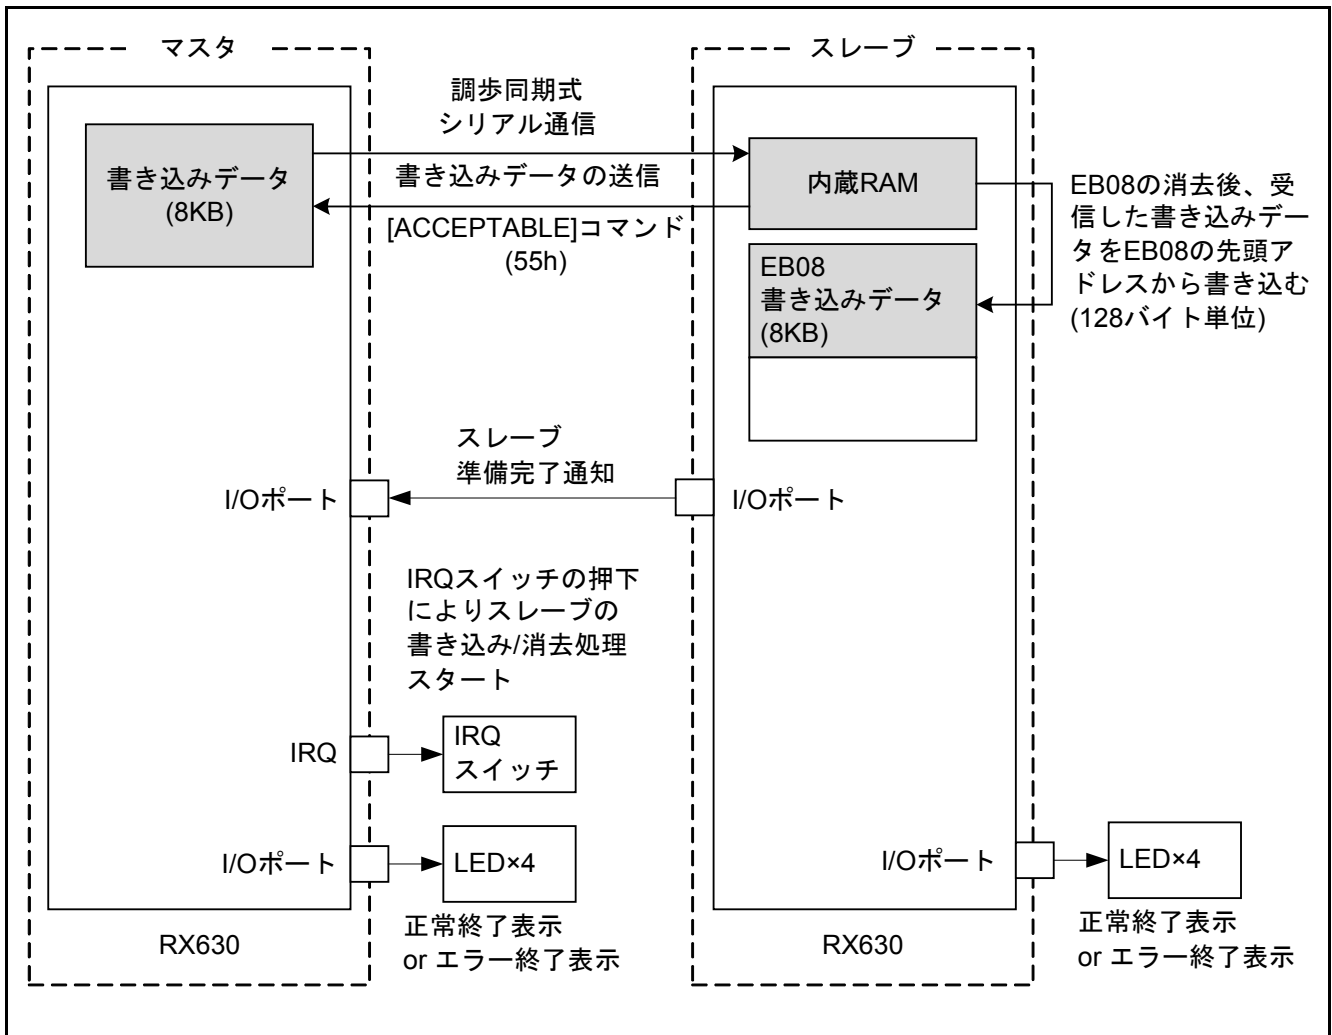 マスタ
スレーブ
調歩同期式
シリアル通信
書き込みデータ
(8KB)
書き込みデータの送信
内蔵RAM
[ACCEPTABLE]コマンド
(55h)
EB08の消去後、受
信した書き込みデー
タをEB08の先頭ア
ドレスから書き込む
(128バイト単位)
EB08
書き込みデータ
(8KB)
スレーブ
準備完了通知
I/Oポート
I/Oポート
IRQスイッチの押下
によりスレーブの
書き込み/消去処理
スタート
IRQ
IRQ
スイッチ
I/Oポート
LED×4
I/Oポート
LED×4
正常終了表示
or エラー終了表示
正常終了表示
or エラー終了表示
RX630
RX630